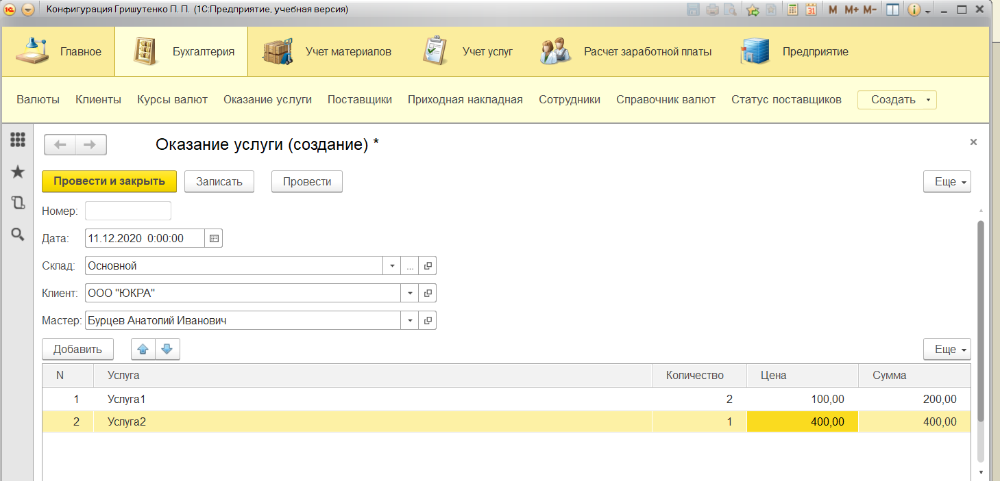 Конфигурация Гришутенко П. П. (1С:Предприятие, учебная версия)
31 M M+ M-
Главное Бухгалтерия Учет материалов Учет услуг Расчет заработной платы Предприятие
Валюты Клиенты Курсы валют Оказание услуги Поставщики Приходная накладная Сотрудники Справочник валют Статус поставщиков Создать
Оказание услуги (создание) *
Провести и закрыть Записать Провести Еще
Номер:
Дата: 11.12.2020 0:00:00
Склад: Основной ...
Клиент: ООО "ЮКРА"
Мастер: Бурцев Анатолий Иванович
Добавить Еще
N Услуга Количество Цена Сумма
1 Услуга1 2 100,00 200,00
2 Услуга2 1 400,00 400,00